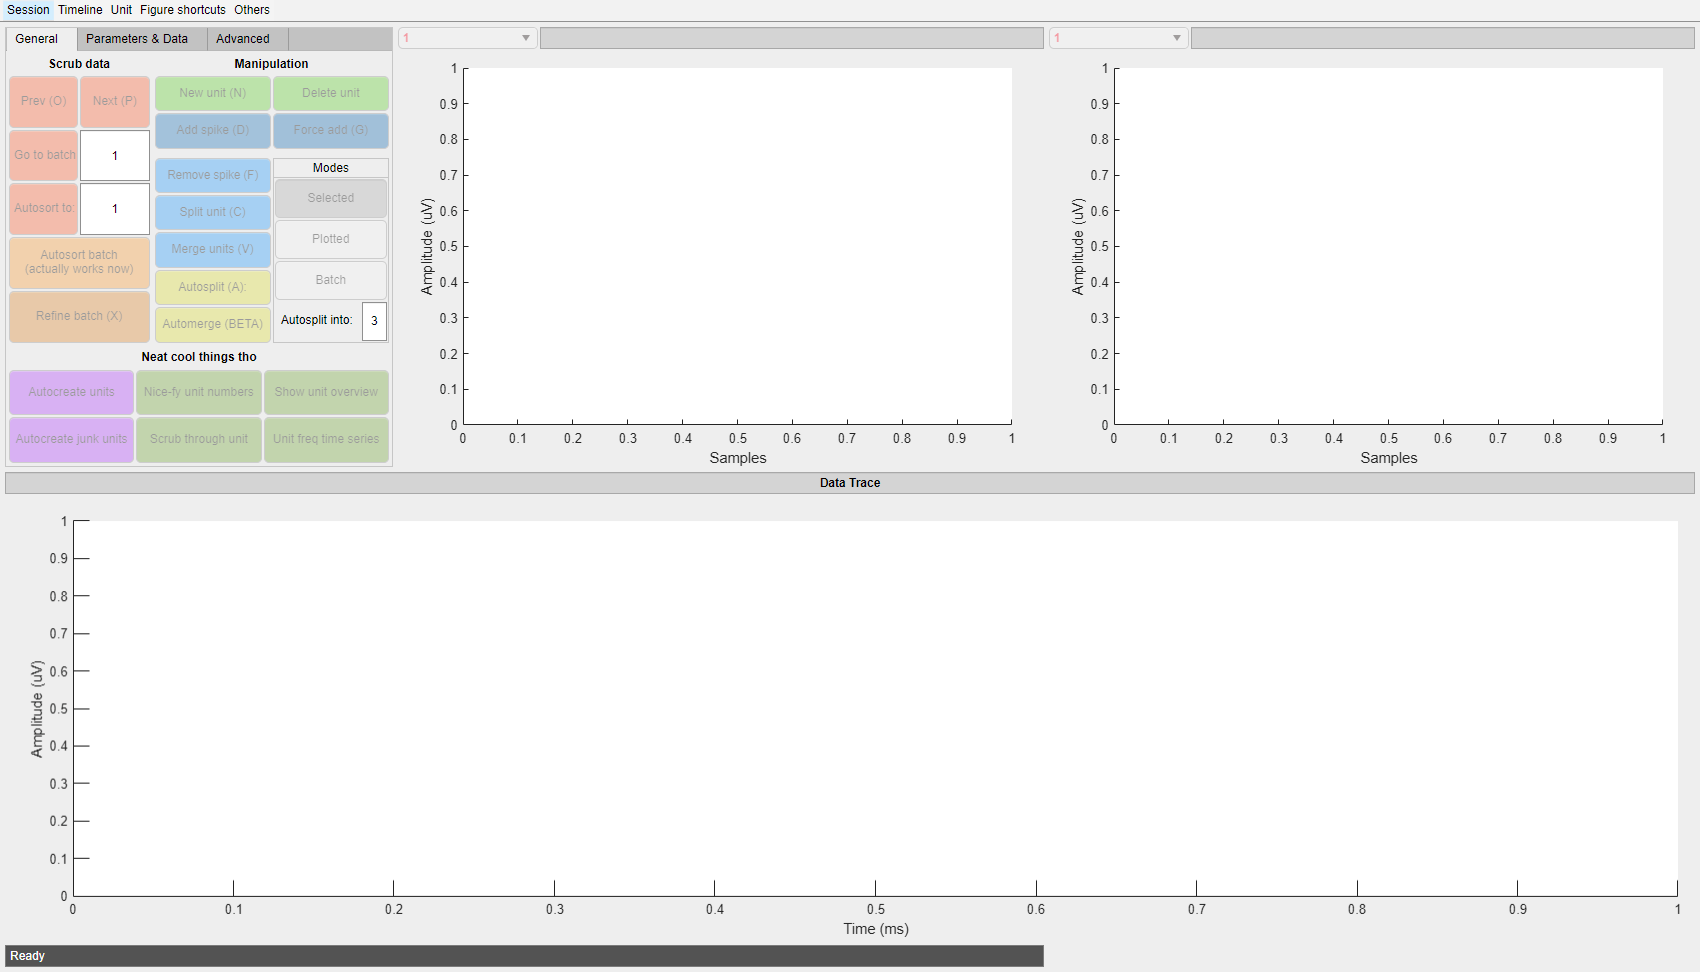 Session Timeline Unit Figure shortcuts Others
General Parameters & Data Advanced
Scrub data
Prev (O) Next (P)
Go to batch 1
Autosort to: 1
Autosort batch
(actually works now)
Refine batch (X)
Manipulation
New unit (N) Delete unit
Add spike (D) Force add (G)
Remove spike (F)
Split unit (C)
Merge units (V)
Autosplit (A):
Automerge (BETA)
Modes
Selected
Plotted
Batch
Autosplit into: 3
Neat cool things tho
Autocreate units Nice-fy unit numbers Show unit overview
Autocreate junk units Scrub through unit Unit freq time series
1
1
0.9
0.8
0.7
0.6
0.5
0.4
0.3
0.2
0.1
0
Amplitude (uV)
0 0.1 0.2 0.3 0.4 0.5 0.6 0.7 0.8 0.9 1
Samples
1
1
0.9
0.8
0.7
0.6
0.5
0.4
0.3
0.2
0.1
0
Amplitude (uV)
0 0.1 0.2 0.3 0.4 0.5 0.6 0.7 0.8 0.9 1
Samples
Data Trace
1
0.9
0.8
0.7
0.6
0.5
0.4
0.3
0.2
0.1
0
Amplitude (uV)
0 0.1 0.2 0.3 0.4 0.5 0.6 0.7 0.8 0.9 1
Time (ms)
Ready